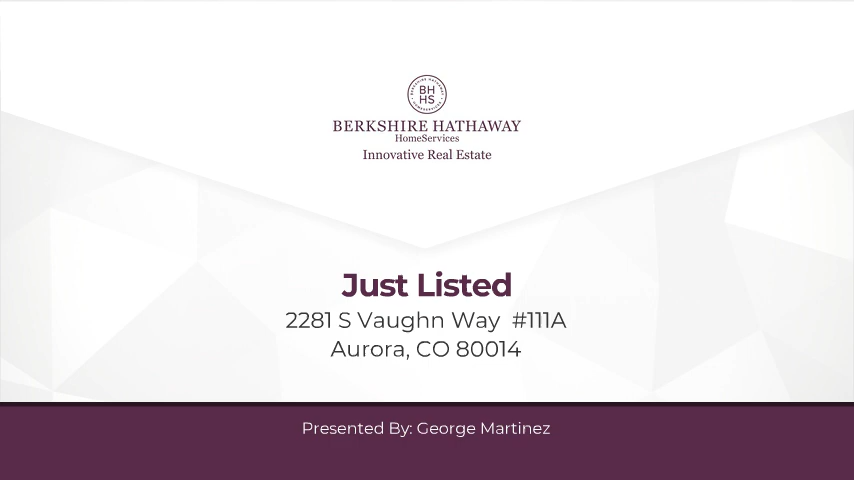 BH
HS
BERKSHIRE HATHAWAY
HomeServices
Innovative Real Estate
Just Listed
2281 S Vaughn Way #111A
Aurora, CO 80014
Presented By: George Martinez